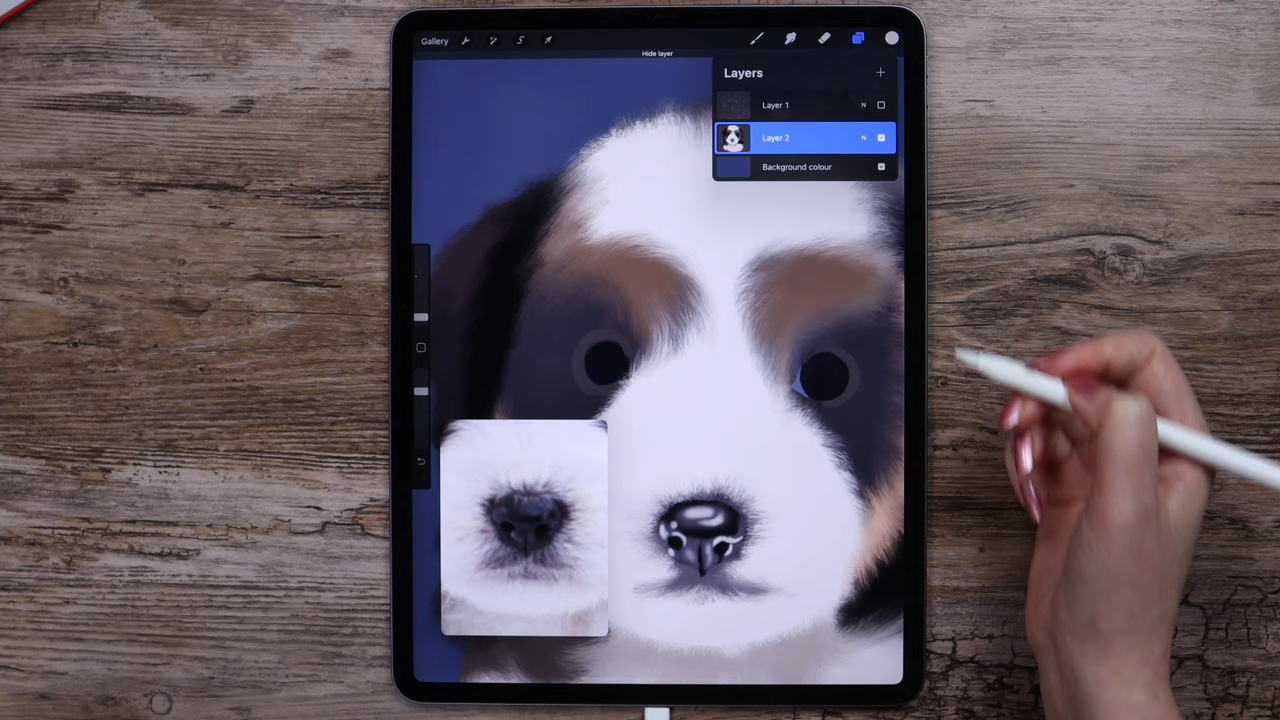 Gallery
Hide layer
Layers
Layer 1 N
Layer 2 N
Background colour